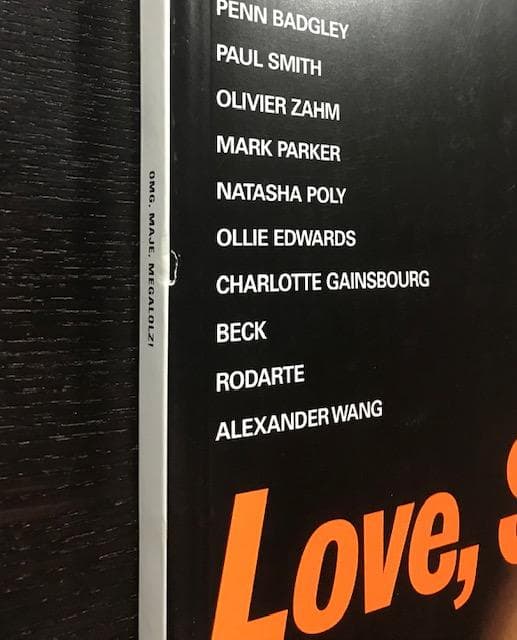 PENN BADGLEY
PAUL SMITH
OLIVIER ZAHM
MARK PARKER
NATASHA POLY
OLLIE EDWARDS
CHARLOTTE GAINSBOURG
BECK
RODARTE
ALEXANDER WANG
Love,
OMG. MAJE. MEGALOLZ!